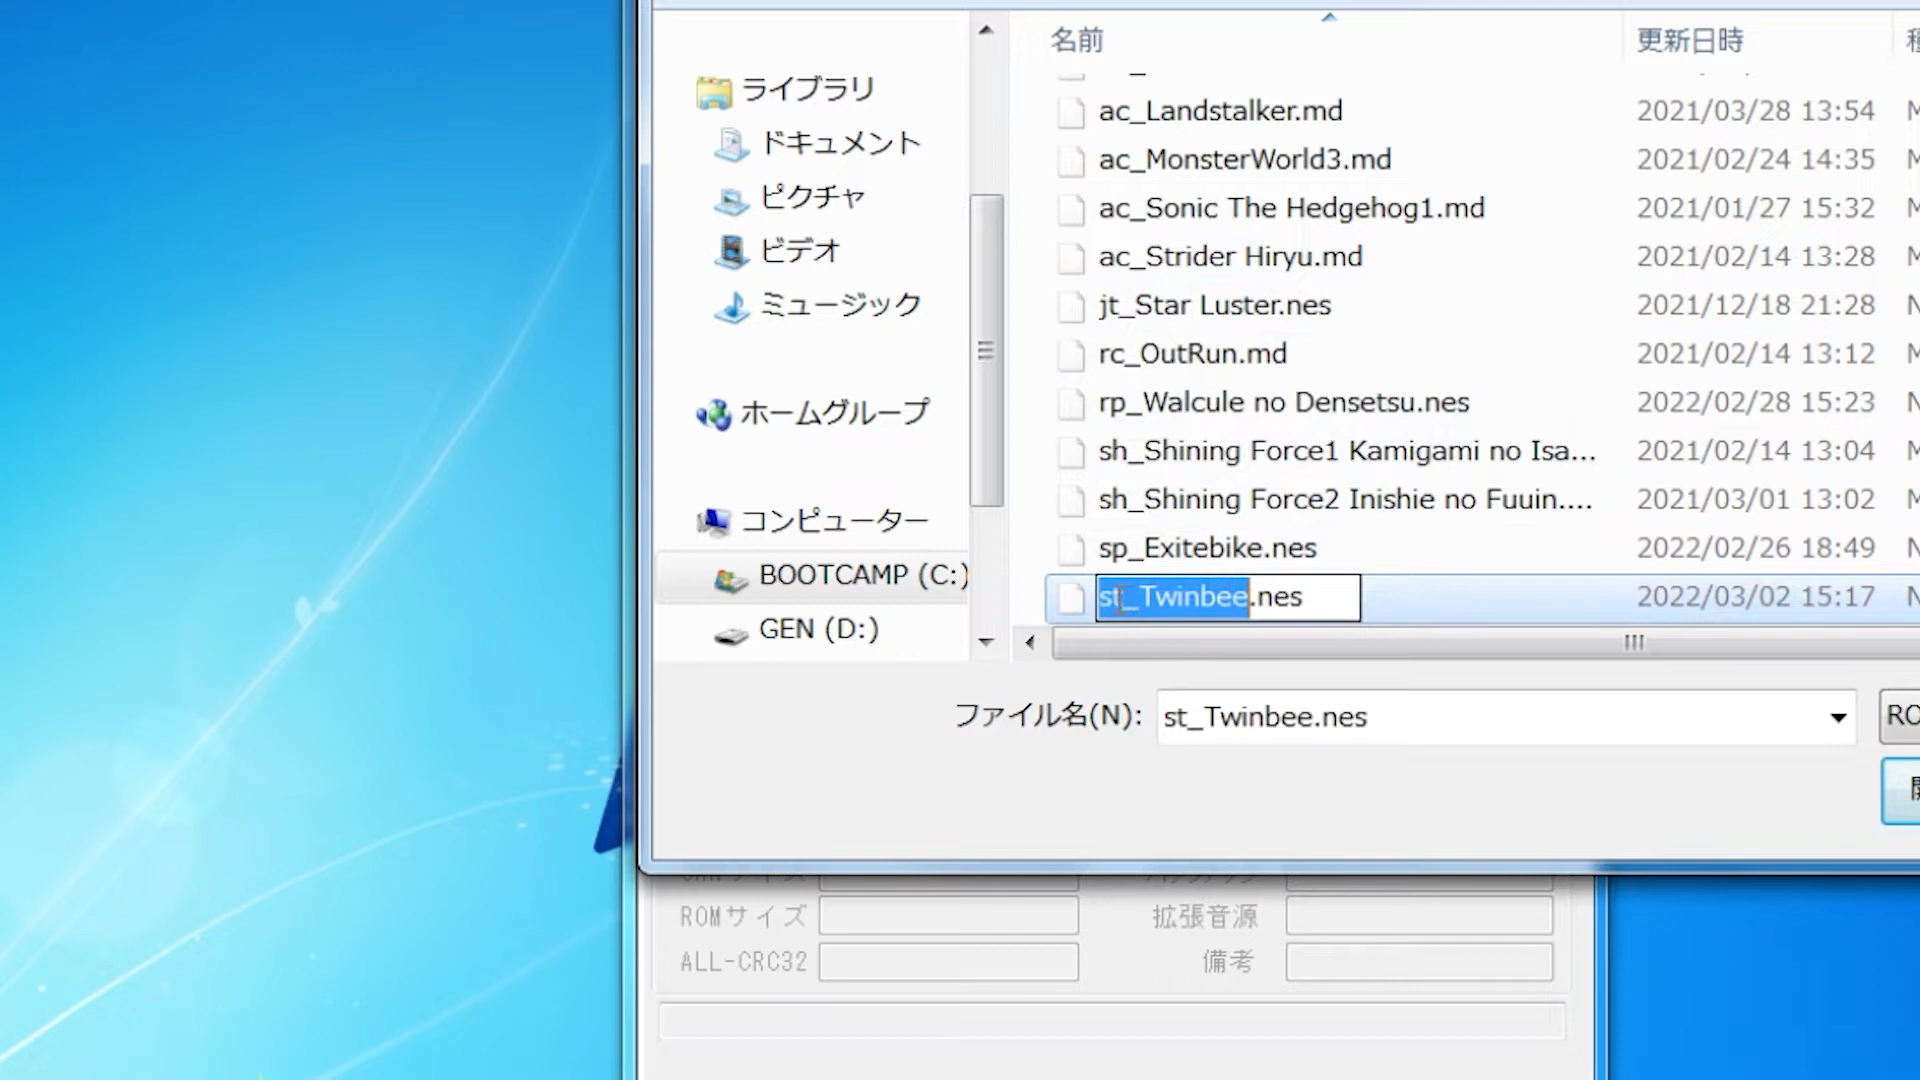 名前 更新日時
ライブラリ
ドキュメント
ピクチャ
ビデオ
ミュージック
ホームグループ
コンピューター
BOOTCAMP (C:)
GEN (D:)
ac_Landstalker.md 2021/03/28 13:54
ac_MonsterWorld3.md 2021/02/24 14:35
ac_Sonic The Hedgehog1.md 2021/01/27 15:32
ac_Strider Hiryu.md 2021/02/14 13:28
jt_Star Luster.nes 2021/12/18 21:28
rc_OutRun.md 2021/02/14 13:12
rp_Walcule no Densetsu.nes 2022/02/28 15:23
sh_Shining Force1 Kamigami no Isa... 2021/02/14 13:04
sh_Shining Force2 Inishie no Fuuin.... 2021/03/01 13:02
sp_Exitebike.nes 2022/02/26 18:49
st_Twinbee.nes 2022/03/02 15:17
ファイル名(N): st_Twinbee.nes RO
ROMサイズ 拡張音源
ALL-CRC32 備考